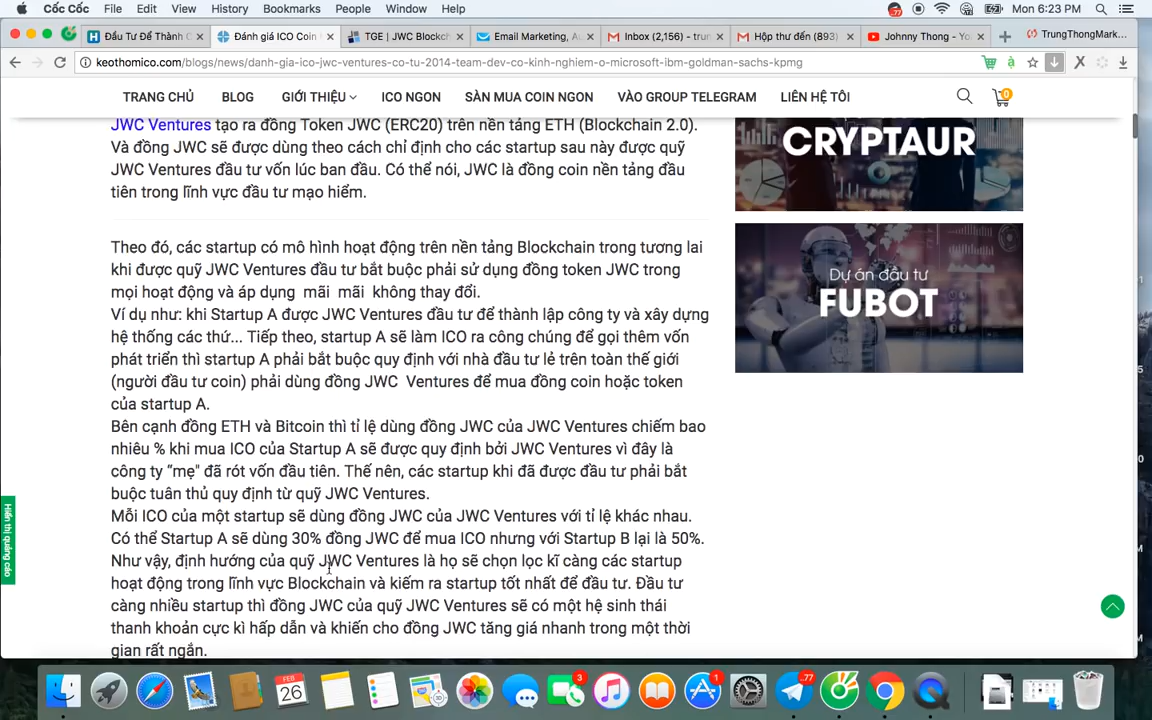 Cốc Cốc File Edit View History Bookmarks People Window Help
77
Mon 6:23 PM
Đầu Tư Để Thành C
Đánh giá ICO Coin
TGE | JWC Blockch
Email Marketing, Au
Inbox (2,156) - trun
Hộp thư đến (893)
Johnny Thong - Yo
TrungThongMark...
keothomico.com/blogs/news/danh-gia-ico-jwc-ventures-co-tu-2014-team-dev-co-kinh-nghiem-o-microsoft-ibm-goldman-sachs-kpmg
TRANG CHỦ BLOG GIỚI THIỆU ICO NGON SÀN MUA COIN NGON VÀO GROUP TELEGRAM LIÊN HỆ TÔI
0
JWC Ventures tạo ra đồng Token JWC (ERC20) trên nền tảng ETH (Blockchain 2.0).
Và đồng JWC sẽ được dùng theo cách chỉ định cho các startup sau này được quỹ
JWC Ventures đầu tư vốn lúc ban đầu. Có thể nói, JWC là đồng coin nền tảng đầu
tiên trong lĩnh vực đầu tư mạo hiểm.
Theo đó, các startup có mô hình hoạt động trên nền tảng Blockchain trong tương lai
khi được quỹ JWC Ventures đầu tư bắt buộc phải sử dụng đồng token JWC trong
mọi hoạt động và áp dụng mãi mãi không thay đổi.
Ví dụ như: khi Startup A được JWC Ventures đầu tư để thành lập công ty và xây dựng
hệ thống các thứ... Tiếp theo, startup A sẽ làm ICO ra công chúng để gọi thêm vốn
phát triển thì startup A phải bắt buộc quy định với nhà đầu tư lẻ trên toàn thế giới
(người đầu tư coin) phải dùng đồng JWC Ventures để mua đồng coin hoặc token
của startup A.
Bên cạnh đồng ETH và Bitcoin thì tỉ lệ dùng đồng JWC của JWC Ventures chiếm bao
nhiêu % khi mua ICO của Startup A sẽ được quy định bởi JWC Ventures vì đây là
công ty “mẹ" đã rót vốn đầu tiên. Thế nên, các startup khi đã được đầu tư phải bắt
buộc tuân thủ quy định từ quỹ JWC Ventures.
Mỗi ICO của một startup sẽ dùng đồng JWC của JWC Ventures với tỉ lệ khác nhau.
Có thể Startup A sẽ dùng 30% đồng JWC để mua ICO nhưng với Startup B lại là 50%.
Như vậy, định hướng của quỹ JWC Ventures là họ sẽ chọn lọc kĩ càng các startup
hoạt động trong lĩnh vực Blockchain và kiếm ra startup tốt nhất để đầu tư. Đầu tư
càng nhiều startup thì đồng JWC của quỹ JWC Ventures sẽ có một hệ sinh thái
thanh khoản cực kì hấp dẫn và khiến cho đồng JWC tăng giá nhanh trong một thời
gian rất ngắn.
CRYPTAUR
Dự án đầu tư
FUBOT
Hiển thị quảng cáo
FEB
26
3
1
77